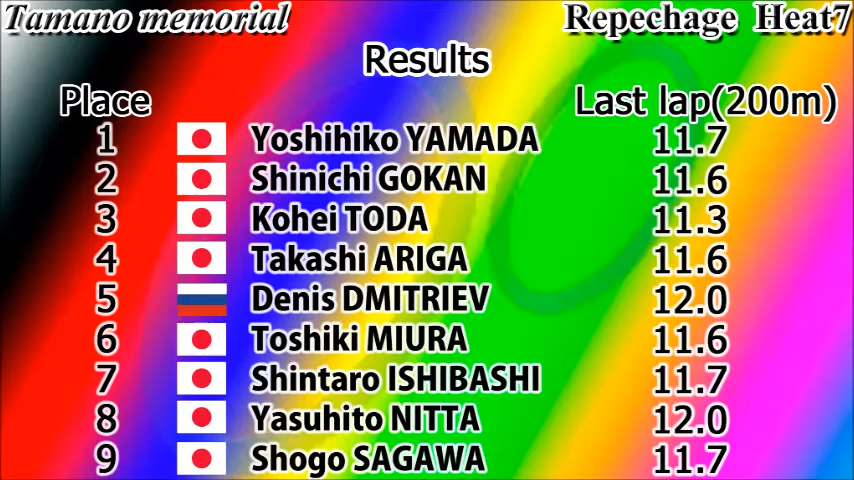 Tamano memorial Repechage Heat7
Results
Place Last lap(200m)
1 Yoshihiko YAMADA 11.7
2 Shinichi GOKAN 11.6
3 Kohei TODA 11.3
4 Takashi ARIGA 11.6
5 Denis DMITRIEV 12.0
6 Toshiki MIURA 11.6
7 Shintaro ISHIBASHI 11.7
8 Yasuhito NITTA 12.0
9 Shogo SAGAWA 11.7